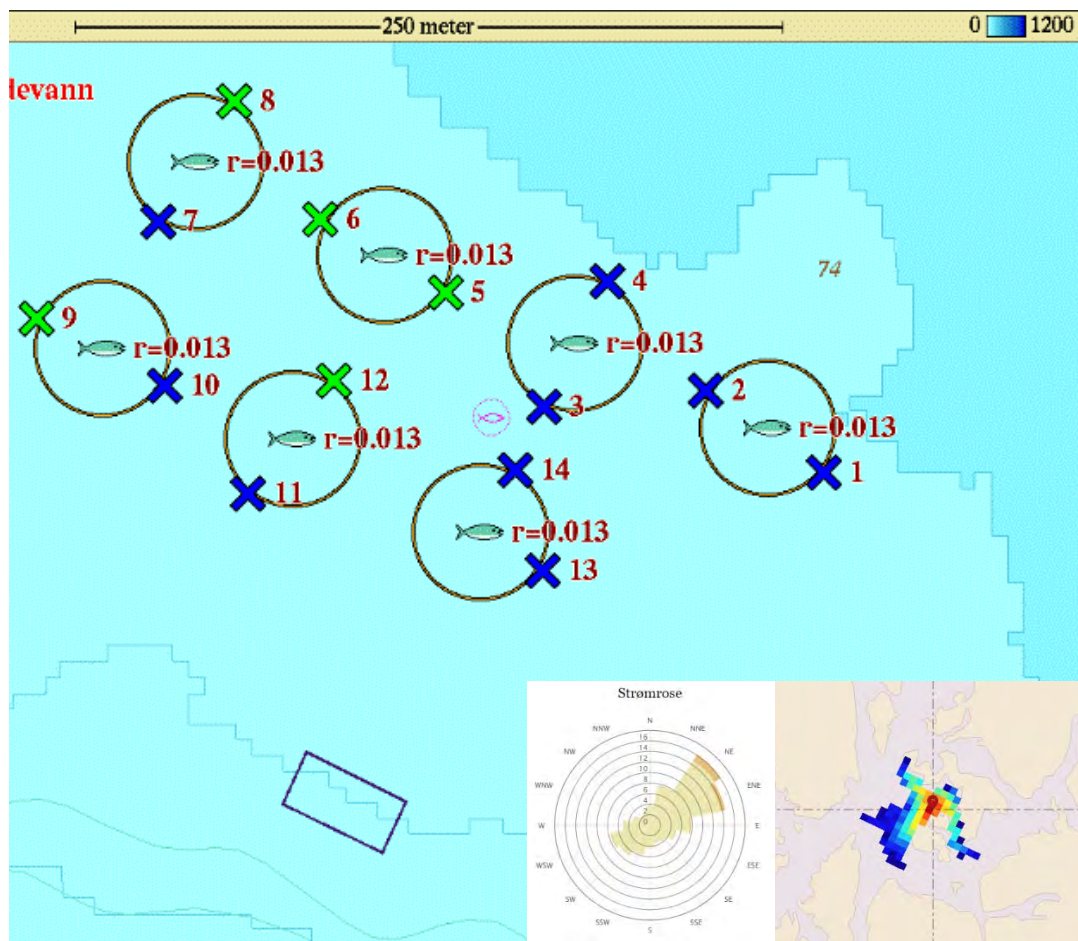 250 meter
0 1200
devann
8
r=0.013
7
6
r=0.013
5
4
r=0.013
3
74
9
r=0.013
10
12
r=0.013
11
2
r=0.013
1
14
r=0.013
13
Strømrose
N
NNW
NNE
NW
NE
WNW
ENE
W
E
WSW
ESE
SW
SE
SSW
SSE
S
16
14
12
10
8
6
4
2
0